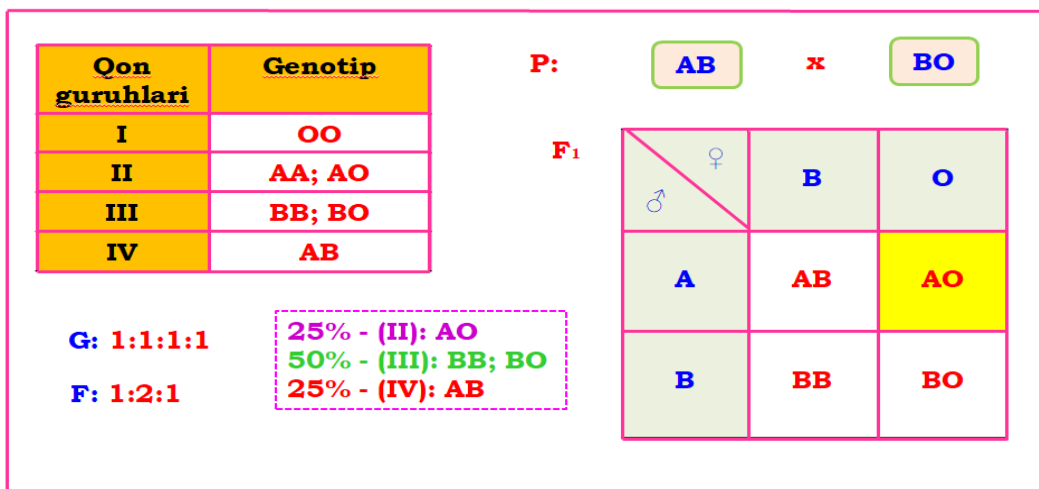 Qon guruhlari Genotip
I OO
II AA; AO
III BB; BO
IV AB
G: 1:1:1:1
F: 1:2:1
25% - (II): AO
50% - (III): BB; BO
25% - (IV): AB
P: AB x BO
F₁
♀
♂
B O
A AB AO
B BB BO